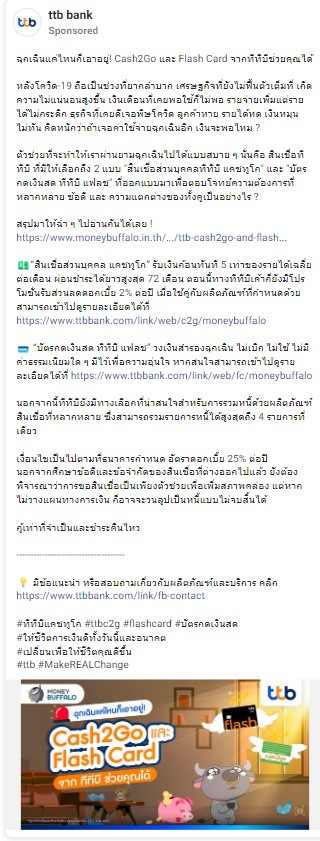 ttb bank
Sponsored
ฉุกเฉินแค่ไหนก็เอาอยู่! Cash2Go และ Flash Card จากทีทีบีช่วยคุณได้
หลังโควิด-19 ถือเป็นช่วงที่ยากลำบาก เศรษฐกิจที่ยังไม่ฟื้นตัวเต็มที่ เกิด
ความไม่แน่นอนสูงขึ้น เงินเดือนที่เคยพอใช้ก็ไม่พอ รายจ่ายเพิ่มแต่ราย
ได้ไม่กระดิก ธุรกิจที่เคยดีเจอพิษโควิด ลูกค้าหาย รายได้หด เงินหมุน
ไม่ทัน คิดหนักว่าถ้าเจอค่าใช้จ่ายฉุกเฉินอีก เงินจะพอไหม ?
ตัวช่วยที่จะทำให้เราผ่านยามฉุกเฉินไปได้แบบสบาย ๆ นั่นคือ สินเชื่อที
ทีบี ที่มีให้เลือกถึง 2 แบบ "สินเชื่อส่วนบุคคลทีทีบี แคชทูโก" และ "บัตร
กดเงินสด ทีทีบี แฟลช" ที่ออกแบบมาเพื่อตอบโจทย์ความต้องการที่
หลากหลาย ข้อดี และ ความแตกต่างของทั้งคู่เป็นอย่างไร ?
สรุปมาให้ฉ่ำ ๆ ไปอ่านกันได้เลย !
https://www.moneybuffalo.in.th/.../ttb-cash2go-and-flash...
"สินเชื่อส่วนบุคคล แคชทูโก" รับเงินก้อนทันที 5 เท่าของรายได้เฉลี่ย
ต่อเดือน ผ่อนชำระได้ยาวสูงสุด 72 เดือน ตอนนี้ทางทีทีบีเค้าก็ยังมีโปร
โมชั่นรับส่วนลดดอกเบี้ย 2% ต่อปี เมื่อใช้คู่กับผลิตภัณฑ์ที่กำหนดด้วย
สามารถเข้าไปดูรายละเอียดได้ที่
https://www.ttbbank.com/link/web/c2g/moneybuffalo
"บัตรกดเงินสด ทีทีบี แฟลช" วงเงินสำรองฉุกเฉิน ไม่เบิก ไม่ใช้ ไม่มี
ค่าธรรมเนียมใด ๆ มีไว้เพื่อความอุ่นใจ หากสนใจสามารถเข้าไปดูราย
ละเอียดได้ที่ https://www.ttbbank.com/link/web/fc/moneybuffalo
นอกจากนี้ทีทีบียังมีทางเลือกที่น่าสนใจสำหรับการรวมหนี้ด้วยผลิตภัณฑ์
สินเชื่อที่หลากหลาย ซึ่งสามารถรวมรายการหนี้ได้สูงสุดถึง 4 รายการที่
เดียว
เงื่อนไขเป็นไปตามที่ธนาคารกำหนด อัตราดอกเบี้ย 25% ต่อปี
นอกจากศึกษาข้อดีและข้อจำกัดของสินเชื่อที่ต่างออกไปแล้ว ยังต้อง
พิจารณาว่าการขอสินเชื่อเป็นเพียงตัวช่วยเพื่อเพิ่มสภาพคล่อง แต่หาก
ไม่วางแผนทางการเงิน ก็อาจจะวนลูปเป็นหนี้แบบไม่จบสิ้นได้
กู้เท่าที่จำเป็นและชำระคืนไหว
--------------------------------------
มีข้อแนะนำ หรือสอบถามเกี่ยวกับผลิตภัณฑ์และบริการ คลิก
https://www.ttbbank.com/link/fb-contact
#ทีทีบีแคชทูโก #ttbc2g #flashcard #บัตรกดเงินสด
#ให้ชีวิตการเงินดีทั้งวันนี้และอนาคต
#เปลี่ยนเพื่อให้ชีวิตคุณดีขึ้น
#ttb #MakeREALChange
MONEY BUFFALO
ttb
ฉุกเฉินแค่ไหนก็เอาอยู่!
Cash2Go และ
Flash Card
จาก ทีทีบี ช่วยคุณได้
flash